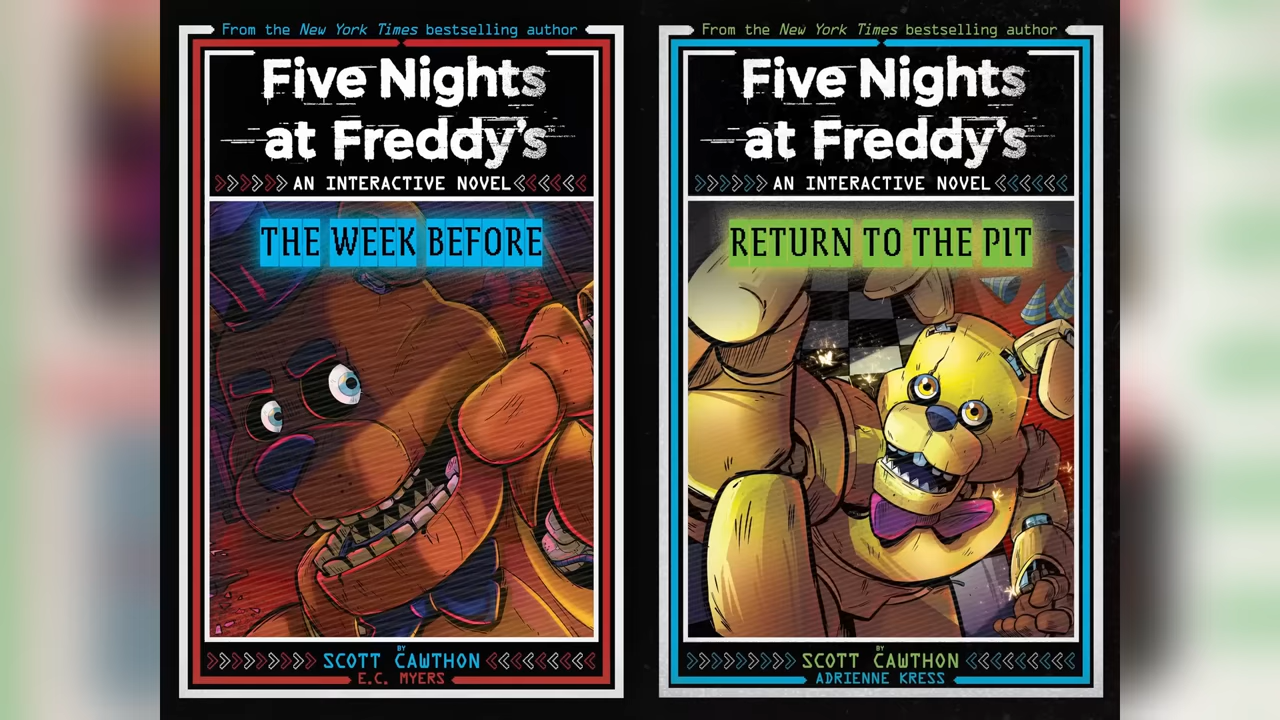 From the New York Times bestselling author
Five Nights
at Freddy's™
AN INTERACTIVE NOVEL
THE WEEK BEFORE
BY
SCOTT CAWTHON
E.C. MYERS
From the New York Times bestselling author
Five Nights
at Freddy's™
AN INTERACTIVE NOVEL
RETURN TO THE PIT
BY
SCOTT CAWTHON
ADRIENNE KRESS